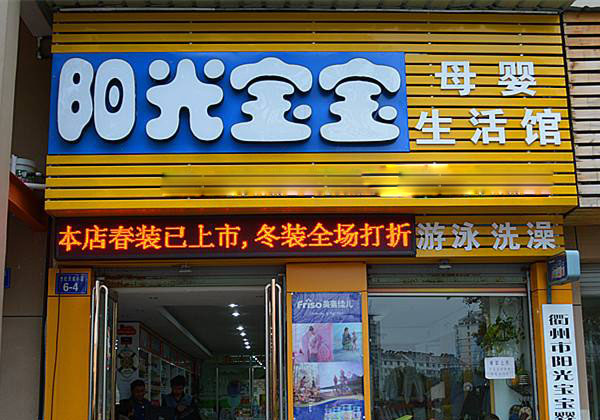 阳光宝宝
母婴
生活馆
本店春装已上市,冬装全场打折
游泳洗澡
6-4
Friso美素佳儿
衢州市阳光宝宝婴